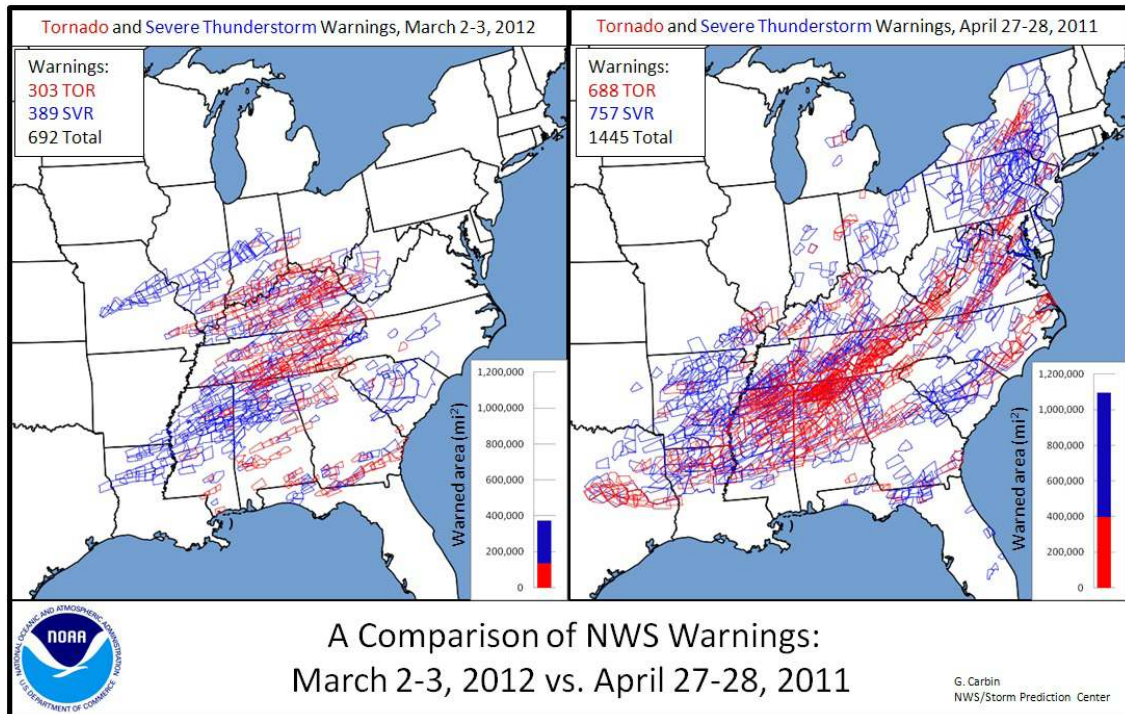 Tornado and Severe Thunderstorm Warnings, March 2-3, 2012
Warnings:
303 TOR
389 SVR
692 Total
Warned area (mi²)
1,200,000
1,000,000
800,000
600,000
400,000
200,000
0
Tornado and Severe Thunderstorm Warnings, April 27-28, 2011
Warnings:
688 TOR
757 SVR
1445 Total
Warned area (mi²)
1,200,000
1,000,000
800,000
600,000
400,000
200,000
0
NATIONAL OCEANIC AND ATMOSPHERIC ADMINISTRATION
NOAA
U.S. DEPARTMENT OF COMMERCE
A Comparison of NWS Warnings:
March 2-3, 2012 vs. April 27-28, 2011
G. Carbin
NWS/Storm Prediction Center